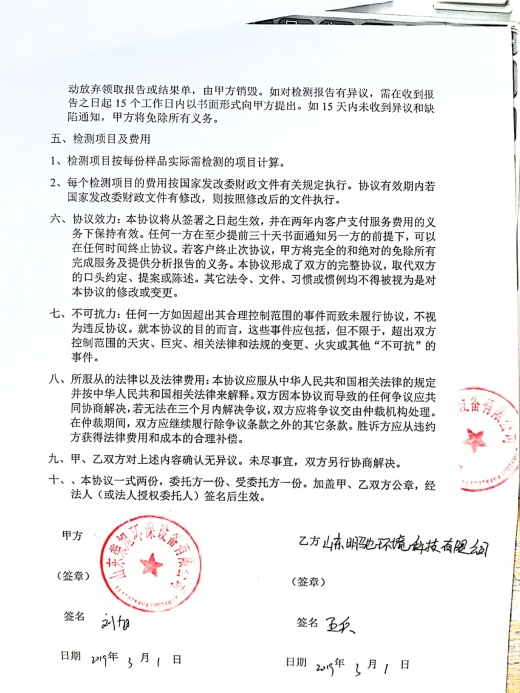 动放弃领取报告或结果单，由甲方销毁。如对检测报告有异议，需在收到报
告之日起 15 个工作日内以书面形式向甲方提出。如 15 天内未收到异议和缺
陷通知，甲方将免除所有义务。
五、检测项目及费用
1、检测项目按每份样品实际需检测的项目计算。
2、每个检测项目的费用按国家发改委财政文件有关规定执行。协议有效期内若
国家发改委财政文件有修改，则按照修改后的文件执行。
六、协议效力：本协议将从签署之日起生效，并在两年内客户支付服务费用的义
务下保持有效。任何一方在至少提前三十天书面通知另一方的前提下，可以
在任何时间终止协议。若客户终止次协议，甲方将完全的和绝对的免除所有
完成服务及提供分析报告的义务。本协议形成了双方的完整协议，取代双方
的口头约定、提案或陈述。其它法令、文件、习惯或惯例均不得被视为是对
本协议的修改或变更。
七、不可抗力：任何一方如因超出其合理控制范围的事件而致未履行协议，不视
为违反协议。就本协议的目的而言，这些事件应包括，但不限于，超出双方
控制范围的天灾、巨灾、相关法律和法规的变更、火灾或其他“不可抗”的
事件。
八、所服从的法律以及法律费用：本协议应服从中华人民共和国相关法律的规定
并按中华人民共和国相关法律来解释。双方因本协议而导致的任何争议应共
同协商解决，若无法在三个月内解决争议，双方应将争议交由仲裁机构处理。
在仲裁期间，双方应继续履行除争议条款之外的其它条款。胜诉方应从违约
方获得法律费用和成本的合理补偿。
九、甲、乙双方对上述内容确认无异议。未尽事宜，双方另行协商解决。
十、、本协议一式两份，委托方一份、受委托方一份。加盖甲、乙双方公章，经
法人（或法人授权委托人）签名后生效。
甲方
乙方 山东明驰环境科技有限公司
（签章）
（签章）
环保设备有限公司
设备有限公司
签名 刘旭
签名
日期 2019年 3月 1日
日期 2019年 3月 1日